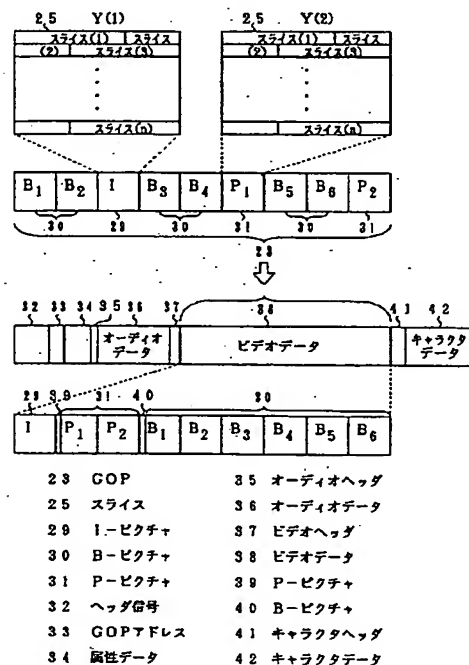 25 Y(1) 25 Y(2)
スライス(1) スライス スライス(1) スライス
(2) スライス(3) (2) スライス(3)
スライス(n) スライス(n)
B1 B2 I B3 B4 P1 B5 B6 P2
30 29 30 31 30 31
23
32 33 34 35 36 37 38 41 42
オーディオデータ ビデオデータ キャラクタデータ
29 39 31 40 30
I P1 P2 B1 B2 B3 B4 B5 B6
23 GOP
25 スライス
29 I-ピクチャ
30 B-ピクチャ
31 P-ピクチャ
32 ヘッダ信号
33 GOPアドレス
34 属性データ
35 オーディオヘッダ
36 オーディオデータ
37 ビデオヘッダ
38 ビデオデータ
39 P-ピクチャ
40 B-ピクチャ
41 キャラクタヘッダ
42 キャラクタデータ